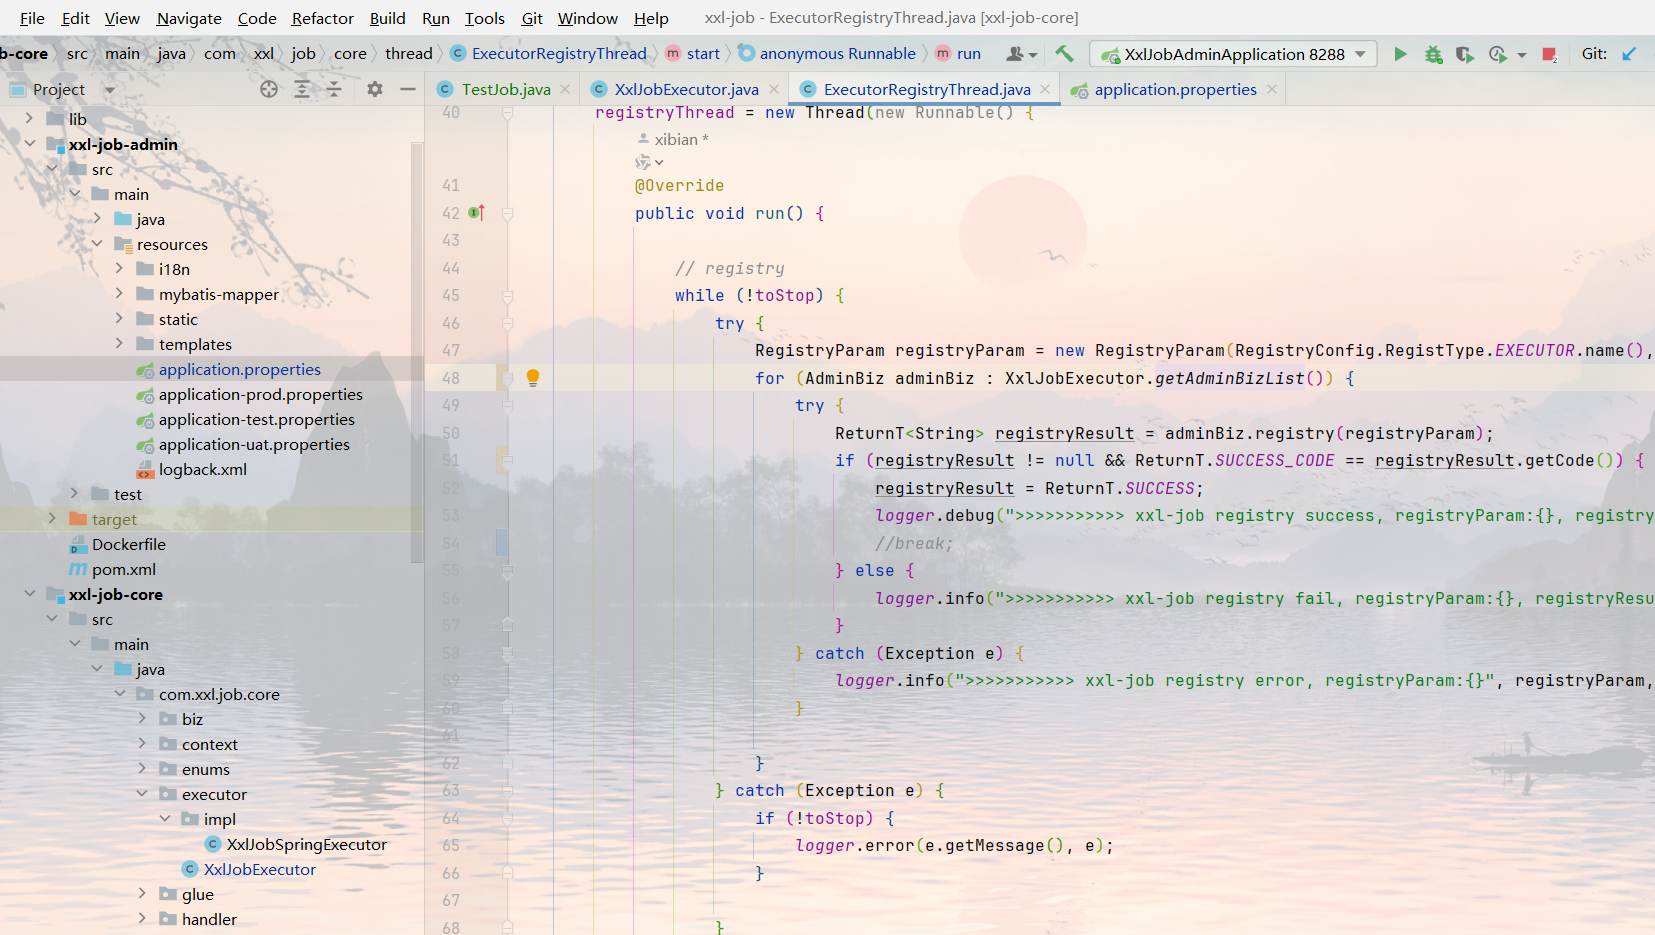 File Edit View Navigate Code Refactor Build Run Tools Git Window Help xxl-job - ExecutorRegistryThread.java [xxl-job-core]
b-core src main java com xxl job core thread ExecutorRegistryThread start anonymous Runnable run XxlJobAdminApplication 8288 Git:
Project TestJob.java XxlJobExecutor.java ExecutorRegistryThread.java application.properties
lib
xxl-job-admin
src
main
java
resources
i18n
mybatis-mapper
static
templates
application.properties
application-prod.properties
application-test.properties
application-uat.properties
logback.xml
test
target
Dockerfile
pom.xml
xxl-job-core
src
main
java
com.xxl.job.core
biz
context
enums
executor
impl
XxlJobSpringExecutor
XxlJobExecutor
glue
handler
40 registryThread = new Thread(new Runnable() {
xibian *
41 @Override
42 public void run() {
43
44 // registry
45 while (!toStop) {
46 try {
47 RegistryParam registryParam = new RegistryParam(RegistryConfig.RegistType.EXECUTOR.name(),
48 for (AdminBiz adminBiz : XxlJobExecutor.getAdminBizList()) {
49 try {
50 ReturnT<String> registryResult = adminBiz.registry(registryParam);
51 if (registryResult != null && ReturnT.SUCCESS_CODE == registryResult.getCode()) {
52 registryResult = ReturnT.SUCCESS;
53 logger.debug(">>>>>>>>>>> xxl-job registry success, registryParam:{}, registry
54 //break;
55 } else {
56 logger.info(">>>>>>>>>>> xxl-job registry fail, registryParam:{}, registryResu
57 }
58 } catch (Exception e) {
59 logger.info(">>>>>>>>>>> xxl-job registry error, registryParam:{}", registryParam,
60 }
61
62 }
63 } catch (Exception e) {
64 if (!toStop) {
65 logger.error(e.getMessage(), e);
66 }
67
68 }